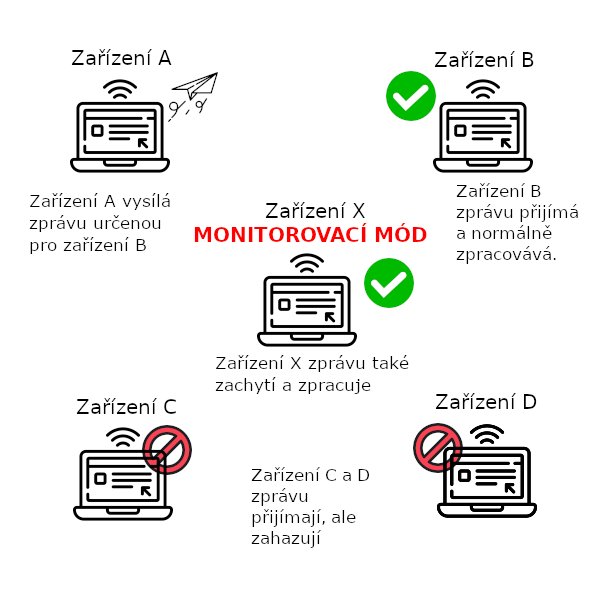 Zařízení A
Zařízení B
Zařízení A vysílá
zprávu určenou
pro zařízení B
Zařízení B
zprávu přijímá
a normálně
zpracovává.
Zařízení X
MONITOROVACÍ MÓD
Zařízení X zprávu také
zachytí a zpracuje
Zařízení C
Zařízení D
Zařízení C a D
zprávu
přijímají, ale
zahazují